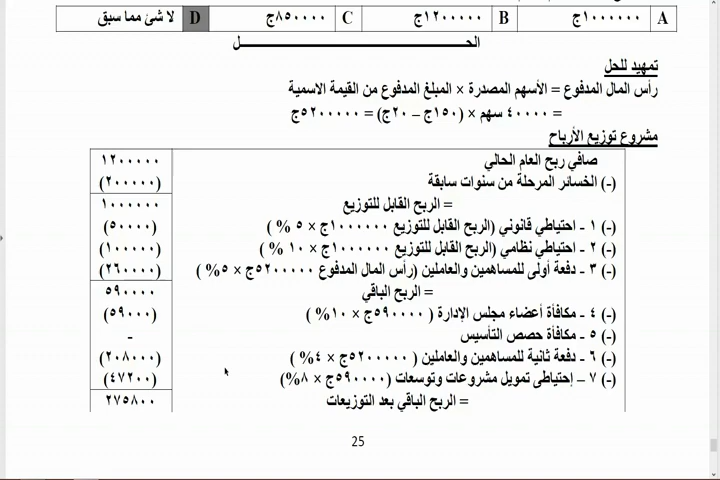 A ١٠٠٠٠٠٠ج B ١٢٠٠٠٠٠ج C ٨٥٠٠٠٠ج D لا شئ مما سبق
الحــــــــــــــــــــل
تمهيد للحل
رأس المال المدفوع = الأسهم المصدرة × المبلغ المدفوع من القيمة الاسمية
= ٤٠٠٠٠ سهم × (١٥٠ج – ٢٠ج) = ٥٢٠٠٠٠٠ج
مشروع توزيع الأرباح
صافي ربح العام الحالي ١٢٠٠٠٠٠
(-) الخسائر المرحلة من سنوات سابقة (٢٠٠٠٠٠)
= الربح القابل للتوزيع ١٠٠٠٠٠٠
(-) ١ - احتياطي قانوني (الربح القابل للتوزيع ١٠٠٠٠٠٠ج × ٥ %) (٥٠٠٠٠)
(-) ٢ - احتياطي نظامي (الربح القابل للتوزيع ١٠٠٠٠٠٠ج × ١٠ %) (١٠٠٠٠٠)
(-) ٣ - دفعة أولى للمساهمين والعاملين (رأس المال المدفوع ٥٢٠٠٠٠٠ج × ٥%) (٢٦٠٠٠٠)
= الربح الباقي ٥٩٠٠٠٠
(-) ٤ - مكافأة أعضاء مجلس الإدارة (٥٩٠٠٠٠ج × ١٠%) (٥٩٠٠٠)
(-) ٥ - مكافأة حصص التأسيس -
(-) ٦ - دفعة ثانية للمساهمين والعاملين (٥٢٠٠٠٠٠ج × ٤%) (٢٠٨٠٠٠)
(-) ٧ - إحتياطى تمويل مشروعات وتوسعات (٥٩٠٠٠٠ج × ٨%) (٤٧٢٠٠)
= الربح الباقي بعد التوزيعات ٢٧٥٨٠٠
25